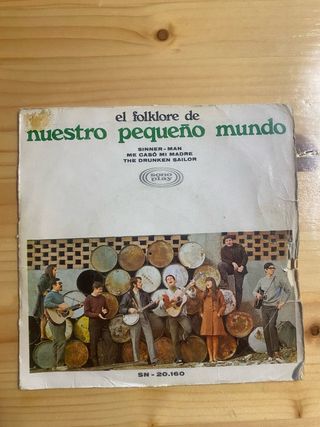 el folklore de
nuestro pequeño mundo
SINNER - MAN
ME CASÓ MI MADRE
THE DRUNKEN SAILOR
sono
play
SN - 20.160